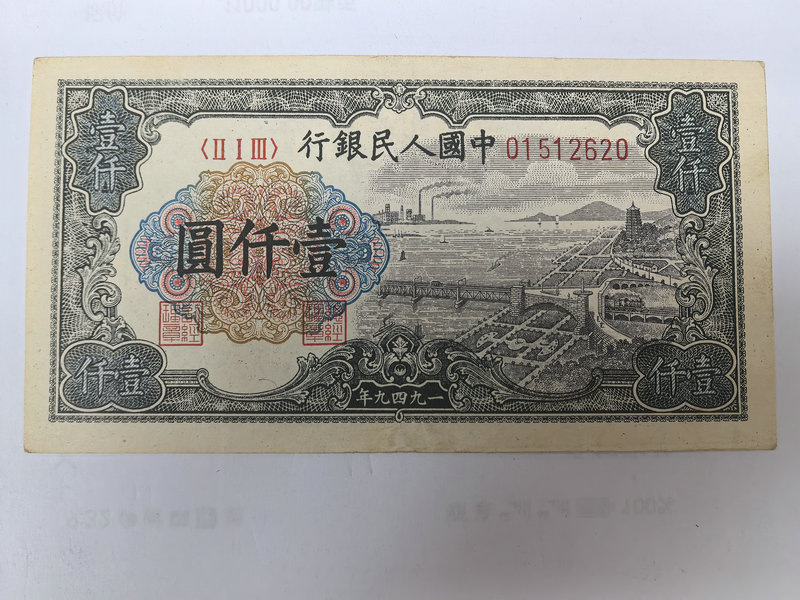 壹仟
壹仟
〈Ⅱ Ⅰ Ⅲ〉
中國人民銀行
01512620
壹仟圓
壹仟
壹仟
一九四九年